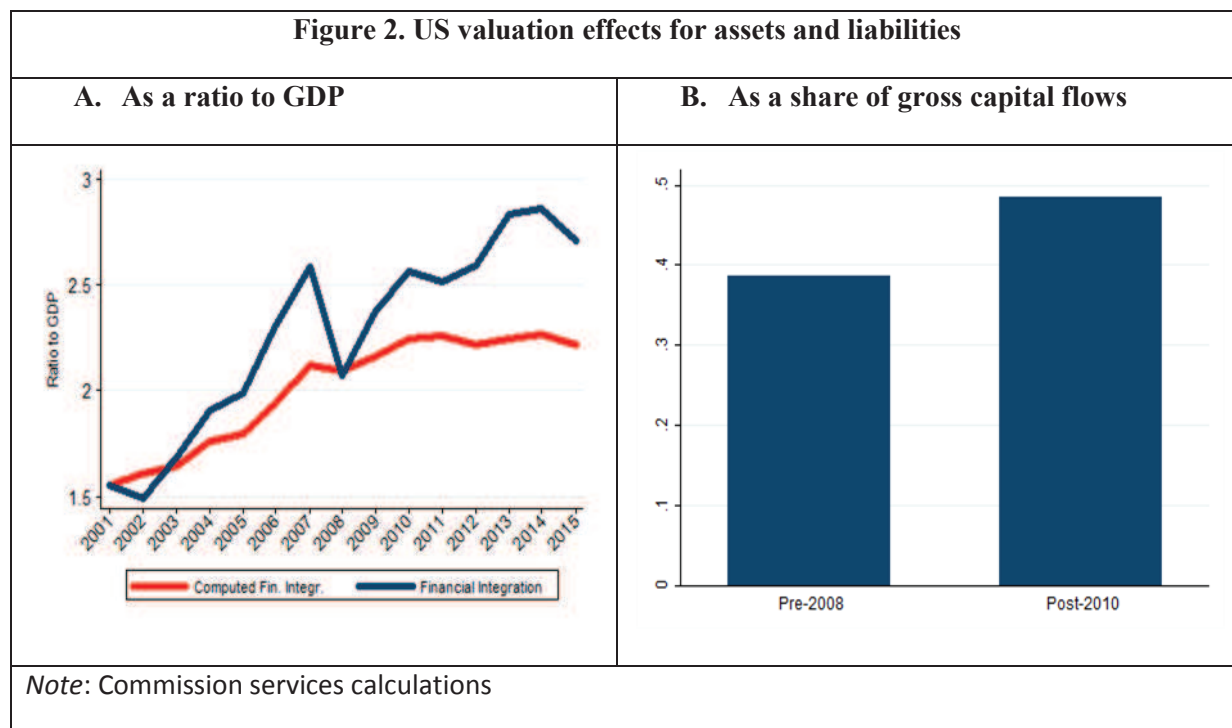 Figure 2. US valuation effects for assets and liabilities
A. As a ratio to GDP
B. As a share of gross capital flows
3
2.5
2
1.5
Ratio to GDP
2001
2002
2003
2004
2005
2006
2007
2008
2009
2010
2011
2012
2013
2014
2015
Computed Fin. Integr.
Financial Integration
.5
.4
.3
.2
.1
0
Pre-2008
Post-2010
Note: Commission services calculations